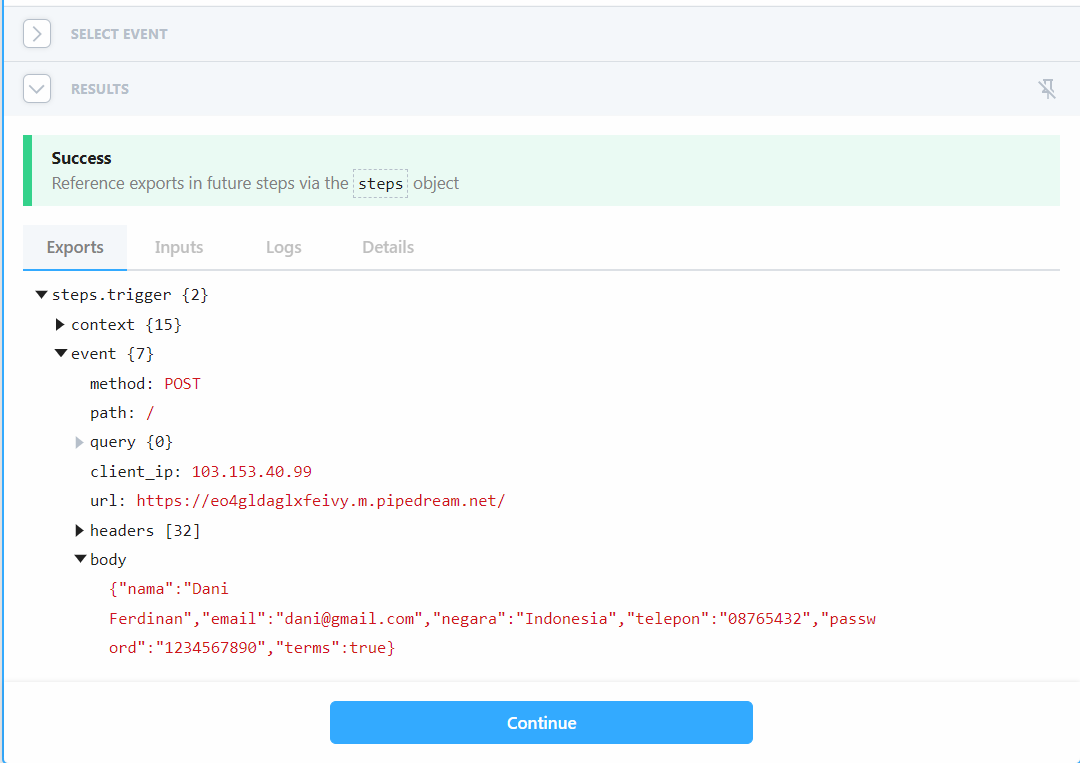 SELECT EVENT
RESULTS
Success
Reference exports in future steps via the steps object
Exports Inputs Logs Details
steps.trigger {2}
context {15}
event {7}
method: POST
path: /
query {0}
client_ip: 103.153.40.99
url: https://eo4gldaglxfeivy.m.pipedream.net/
headers [32]
body
{"nama":"Dani
Ferdinan","email":"dani@gmail.com","negara":"Indonesia","telepon":"08765432","passw
ord":"1234567890","terms":true}
Continue